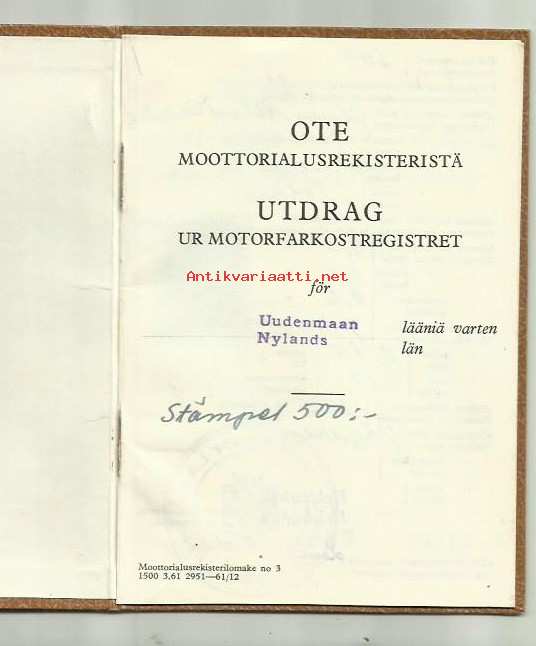 OTE
MOOTTORIALUSREKISTERISTÄ
UTDRAG
UR MOTORFARKOSTREGISTRET
Antikvariaatti.net
för
Uudenmaan lääniä varten
Nylands län
Stämpel 500:-
Moottorialusrekisterilomake no 3
1500 3.61 2951—61/12